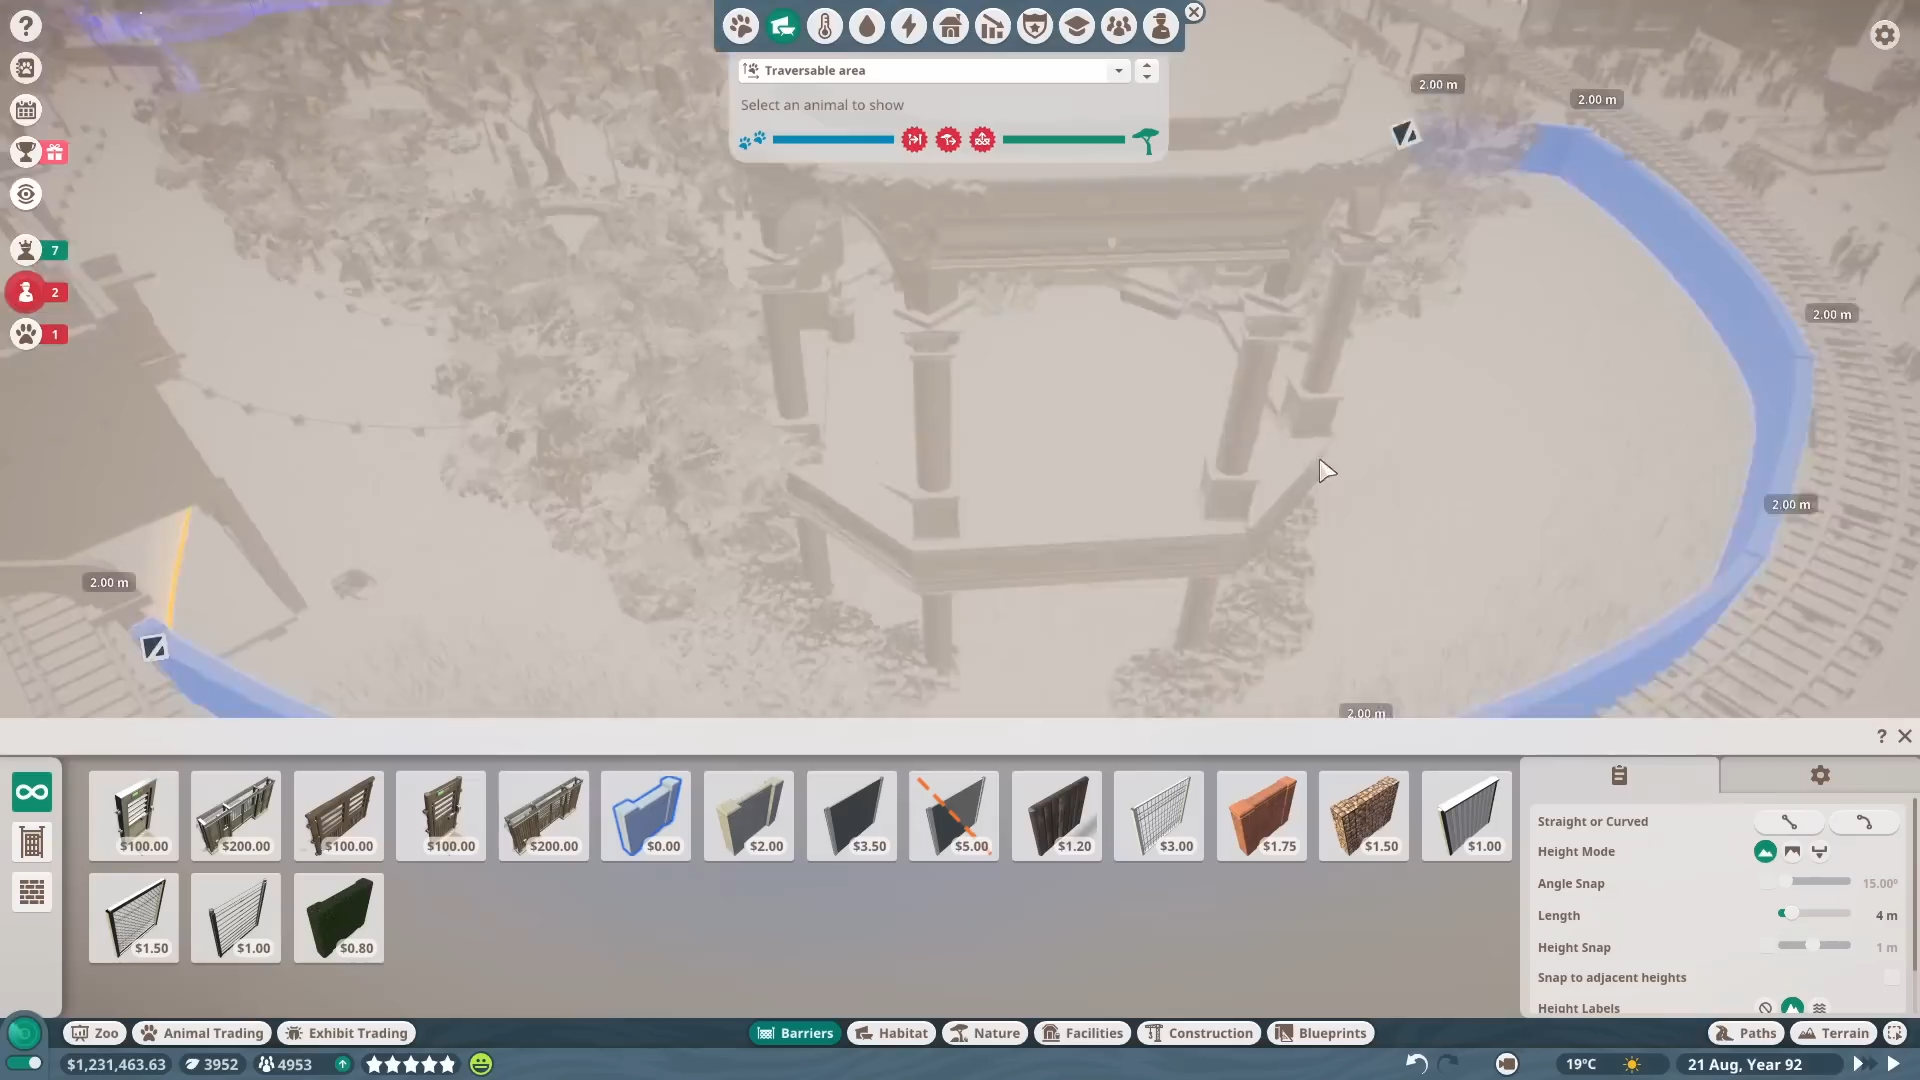 ?
Traversable area
Select an animal to show
2.00 m
2.00 m
2.00 m
2.00 m
2.00 m
2.00 m
7
2
1
?
$100.00
$200.00
$100.00
$100.00
$200.00
$0.00
$2.00
$3.50
$5.00
$1.20
$3.00
$1.75
$1.50
$1.00
$1.50
$1.00
$0.80
Straight or Curved
Height Mode
Angle Snap 15.00°
Length 4 m
Height Snap 1 m
Snap to adjacent heights
Height Labels
Zoo
Animal Trading
Exhibit Trading
Barriers
Habitat
Nature
Facilities
Construction
Blueprints
Paths
Terrain
$1,231,463.63
3952
4953
19°C
21 Aug, Year 92